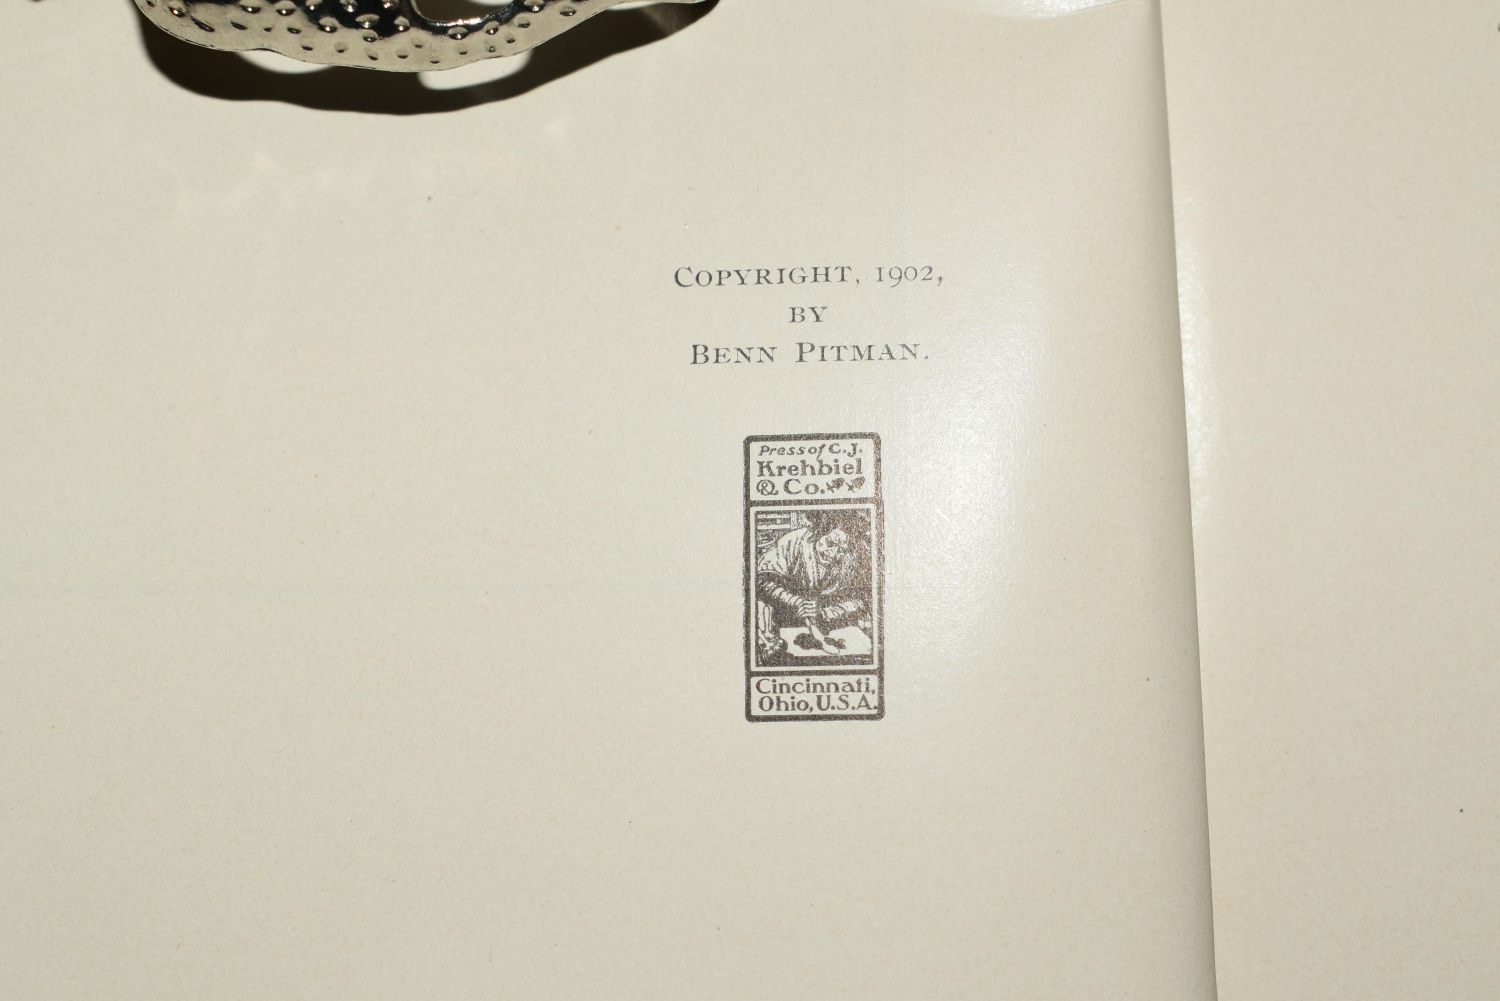 COPYRIGHT, 1902,
BY
BENN PITMAN.
Press of C.J.
Krehbiel
& Co.
Cincinnati,
Ohio, U.S.A.